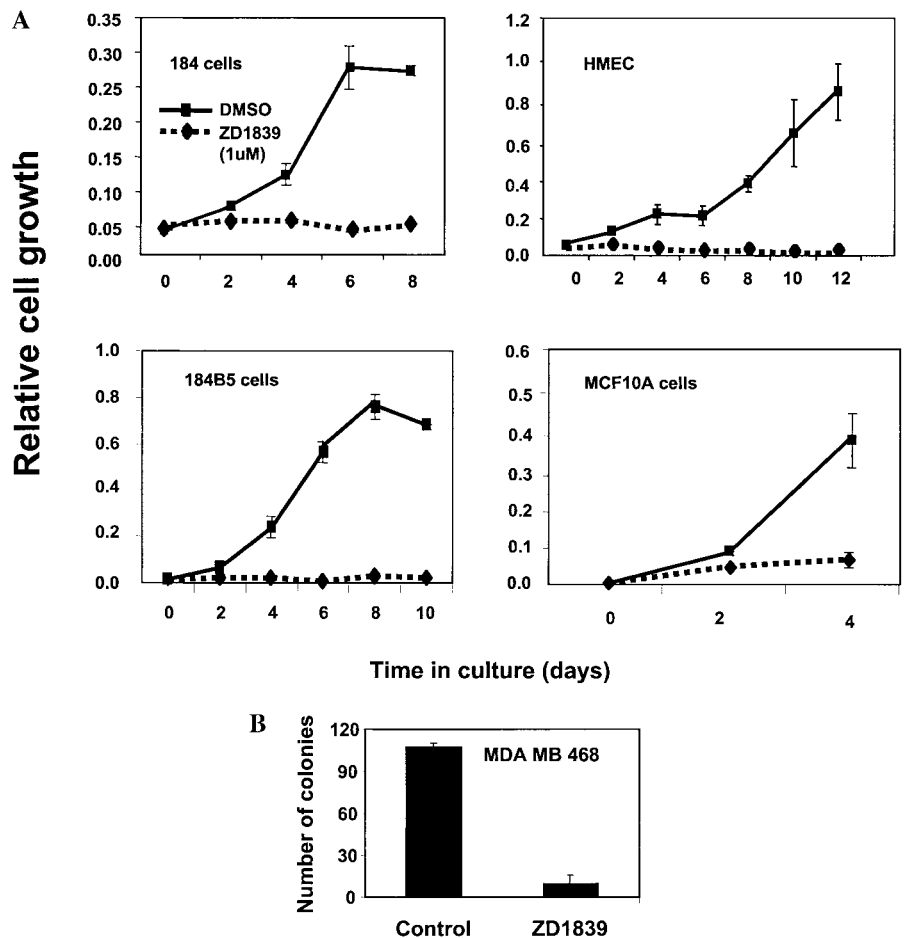 A
Relative cell growth
0.35
0.30
0.25
0.20
0.15
0.10
0.05
0.00
184 cells
DMSO
ZD1839
(1uM)
0 2 4 6 8
1.2
1.0
0.8
0.6
0.4
0.2
0.0
HMEC
0 2 4 6 8 10 12
1.0
0.8
0.6
0.4
0.2
0.0
184B5 cells
0 2 4 6 8 10
0.6
0.5
0.4
0.3
0.2
0.1
0.0
MCF10A cells
0 2 4
Time in culture (days)
B
Number of colonies
120
90
60
30
0
MDA MB 468
Control ZD1839